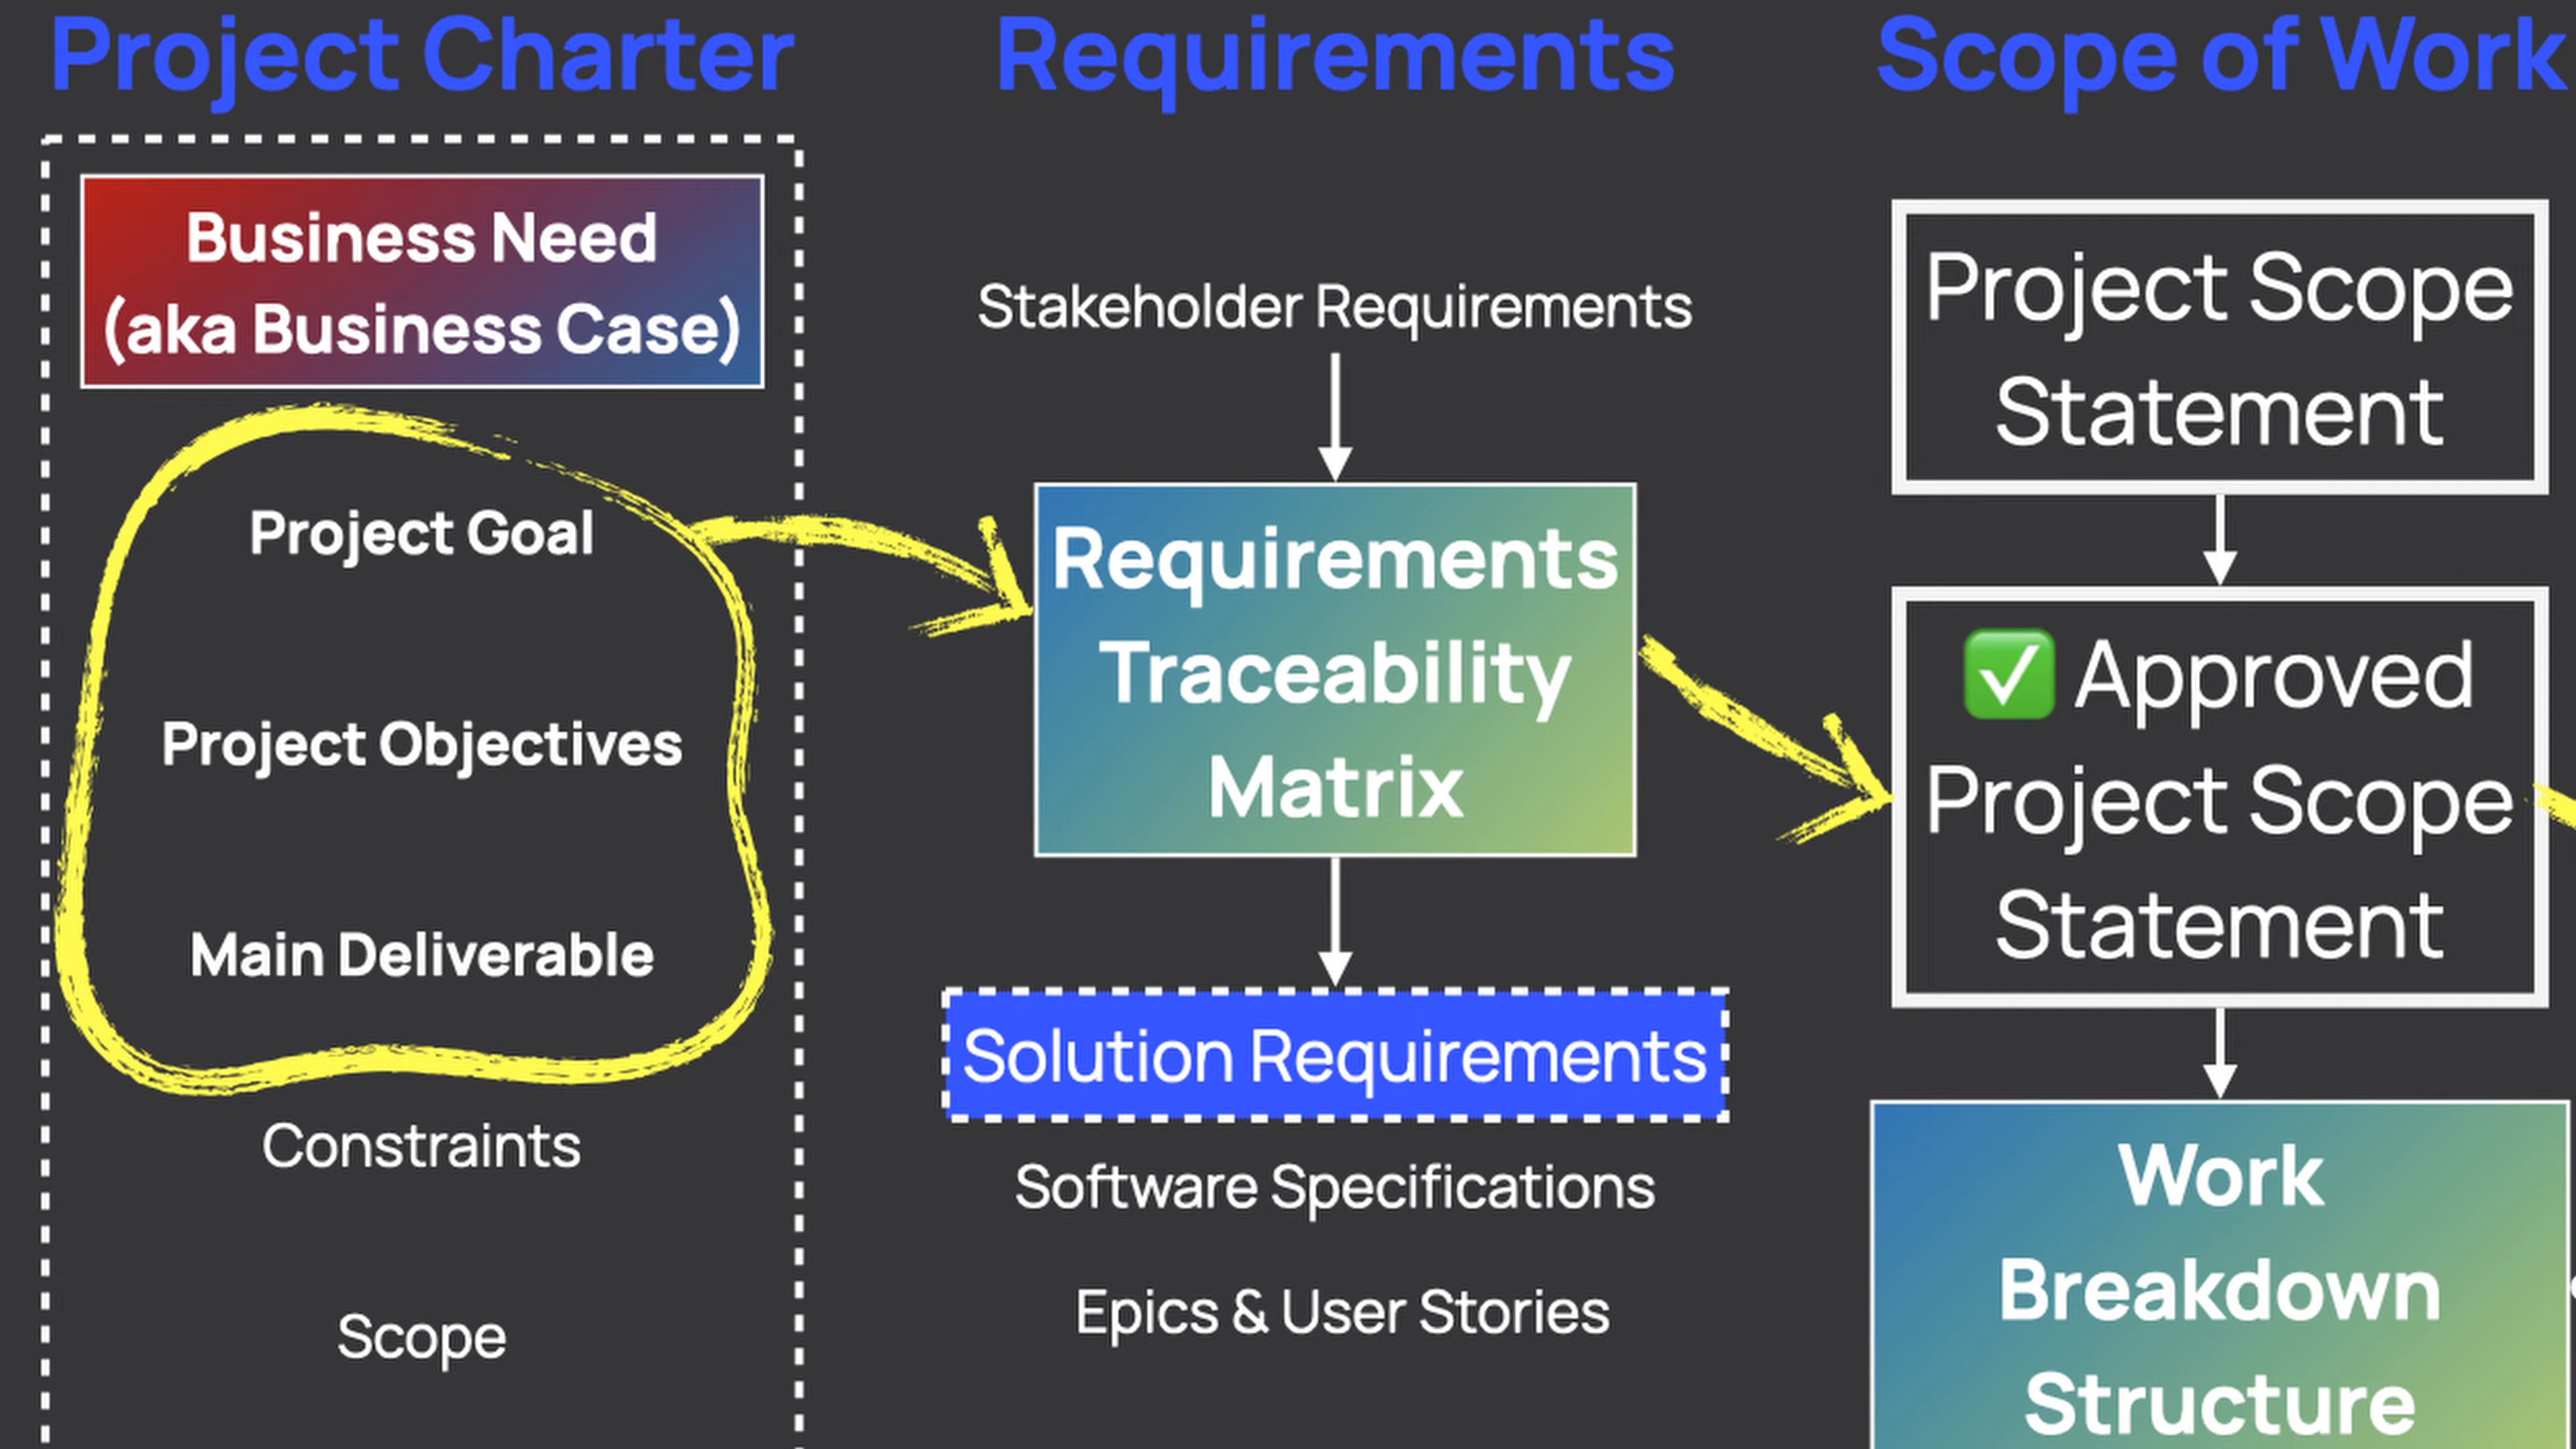 Project Charter
Business Need
(aka Business Case)
Project Goal
Project Objectives
Main Deliverable
Constraints
Scope
Requirements
Stakeholder Requirements
Requirements
Traceability
Matrix
Solution Requirements
Software Specifications
Epics & User Stories
Scope of Work
Project Scope
Statement
✅ Approved
Project Scope
Statement
Work
Breakdown
Structure